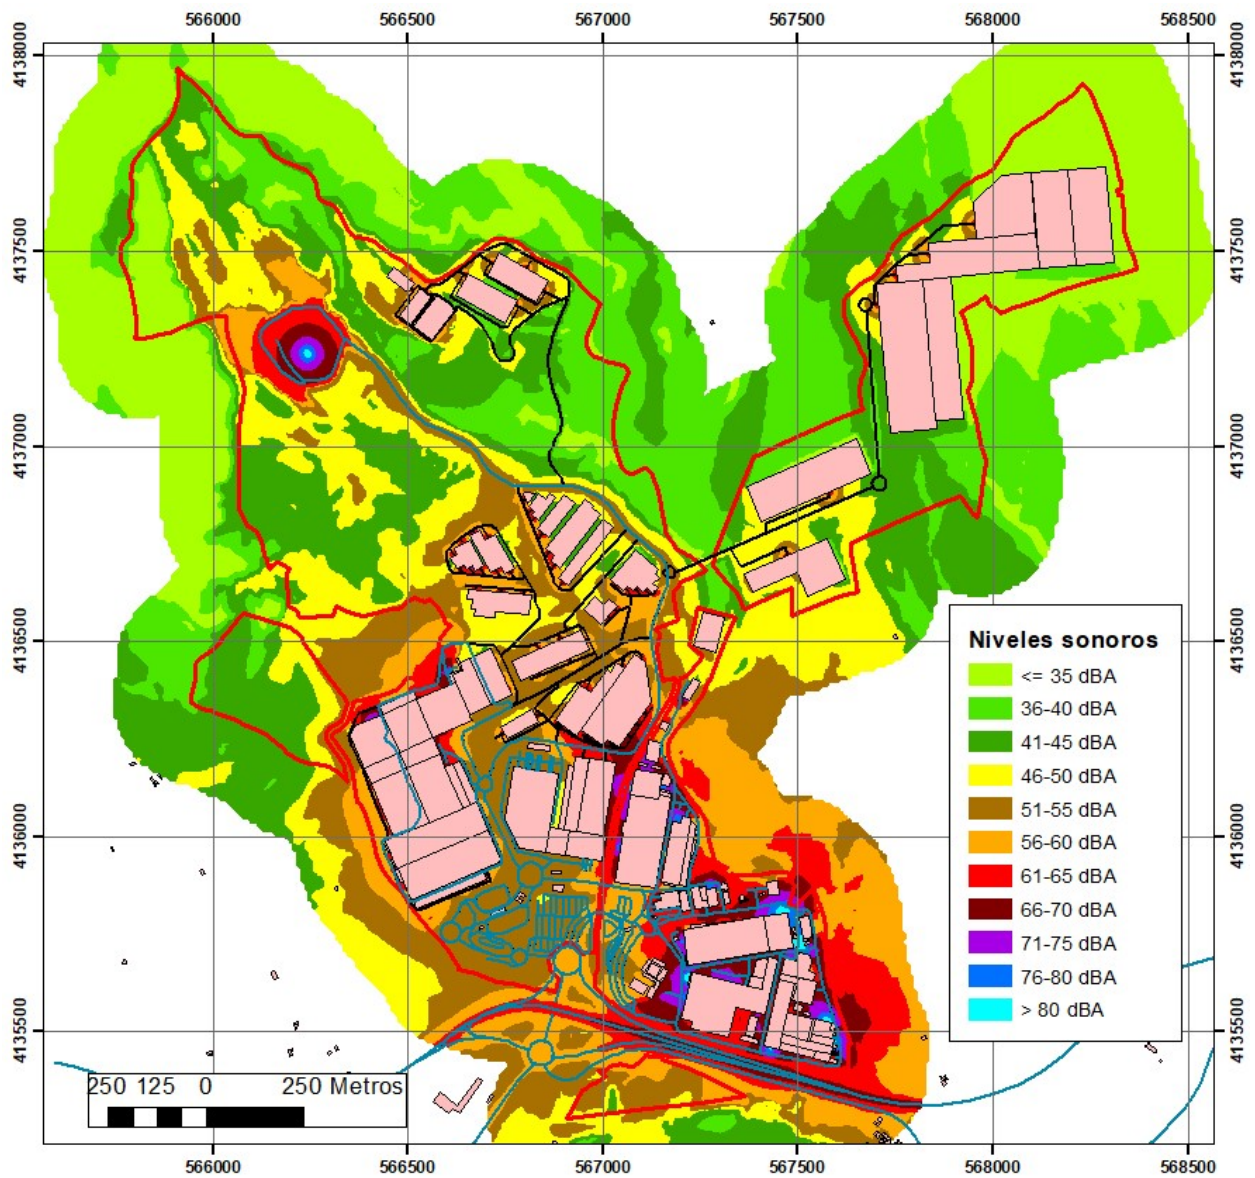 566000 566500 567000 567500 568000 568500
4138000 4138000
4137500 4137500
4137000 4137000
4136500 4136500
4136000 4136000
4135500 4135500
Niveles sonoros
<= 35 dBA
36-40 dBA
41-45 dBA
46-50 dBA
51-55 dBA
56-60 dBA
61-65 dBA
66-70 dBA
71-75 dBA
76-80 dBA
> 80 dBA
250 125 0 250 Metros
566000 566500 567000 567500 568000 568500